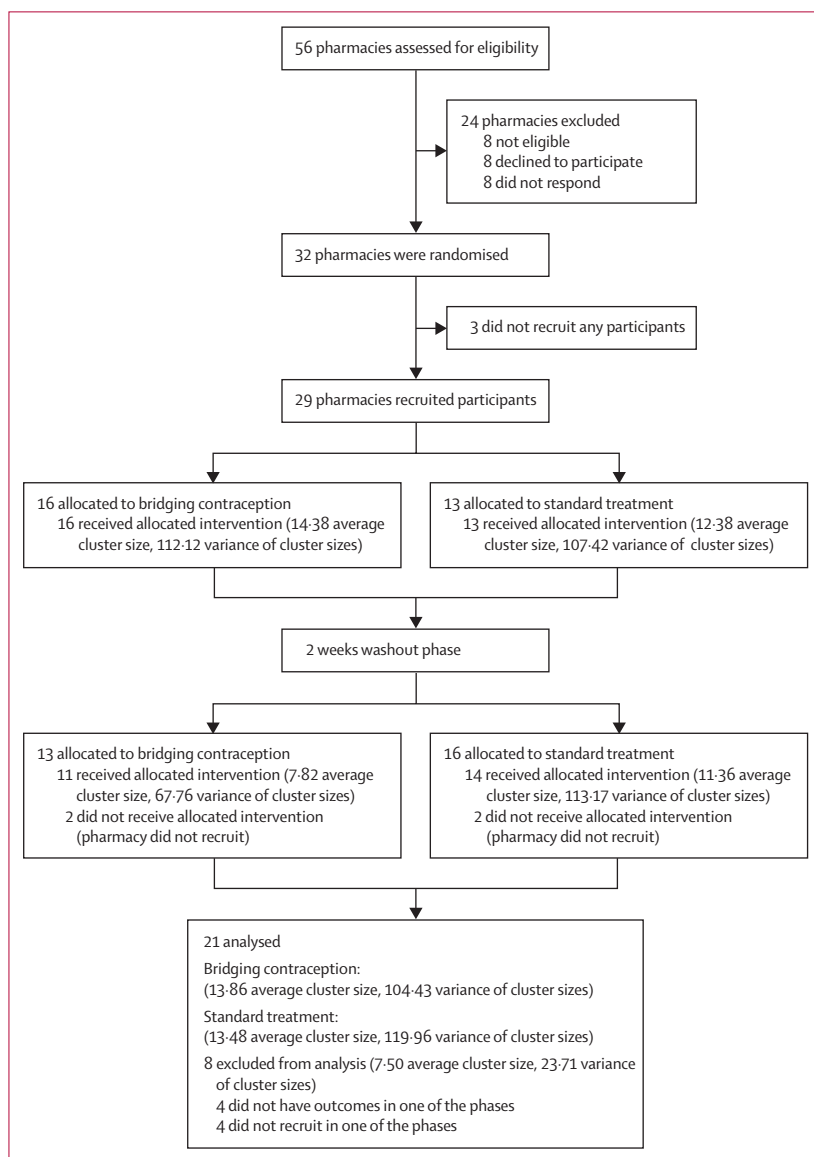 56 pharmacies assessed for eligibility
24 pharmacies excluded
8 not eligible
8 declined to participate
8 did not respond
32 pharmacies were randomised
3 did not recruit any participants
29 pharmacies recruited participants
16 allocated to bridging contraception
16 received allocated intervention (14·38 average
cluster size, 112·12 variance of cluster sizes)
13 allocated to standard treatment
13 received allocated intervention (12·38 average
cluster size, 107·42 variance of cluster sizes)
2 weeks washout phase
13 allocated to bridging contraception
11 received allocated intervention (7·82 average
cluster size, 67·76 variance of cluster sizes)
2 did not receive allocated intervention
(pharmacy did not recruit)
16 allocated to standard treatment
14 received allocated intervention (11·36 average
cluster size, 113·17 variance of cluster sizes)
2 did not receive allocated intervention
(pharmacy did not recruit)
21 analysed
Bridging contraception:
(13·86 average cluster size, 104·43 variance of cluster sizes)
Standard treatment:
(13·48 average cluster size, 119·96 variance of cluster sizes)
8 excluded from analysis (7·50 average cluster size, 23·71 variance
of cluster sizes)
4 did not have outcomes in one of the phases
4 did not recruit in one of the phases